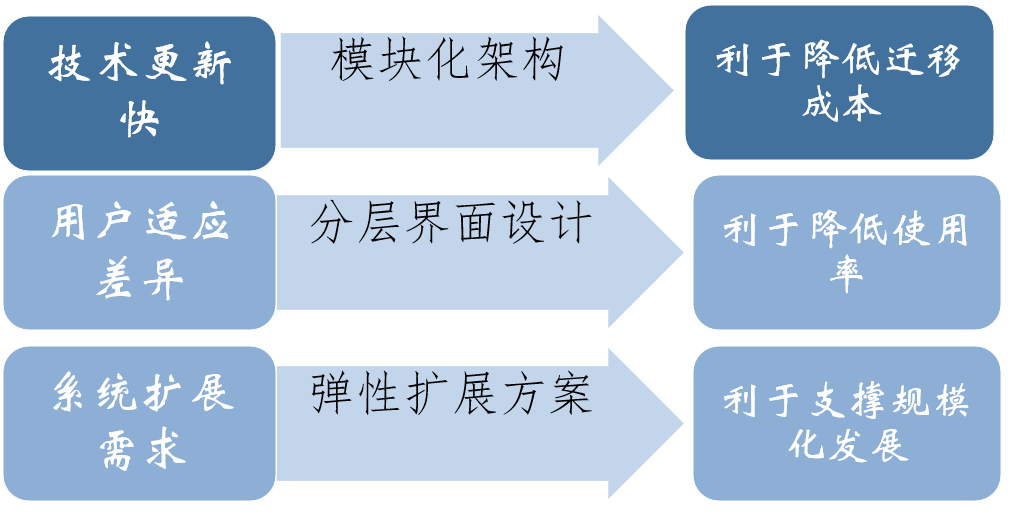 技术更新
快
模块化架构
利于降低迁移
成本
用户适应
差异
分层界面设计
利于降低使用
率
系统扩展
需求
弹性扩展方案
利于支撑规模
化发展